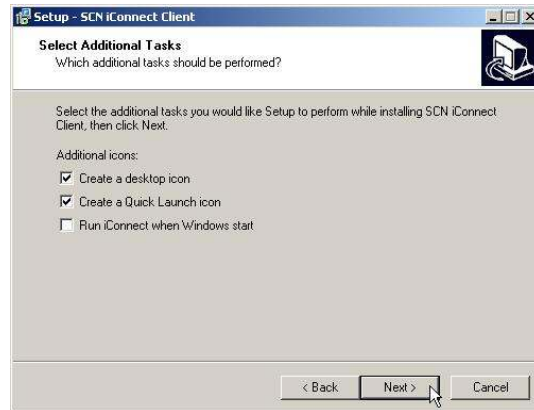 Setup - SCN iConnect Client
Select Additional Tasks
Which additional tasks should be performed?
Select the additional tasks you would like Setup to perform while installing SCN iConnect
Client, then click Next.
Additional icons:
Create a desktop icon
Create a Quick Launch icon
Run iConnect when Windows start
< Back
Next >
Cancel